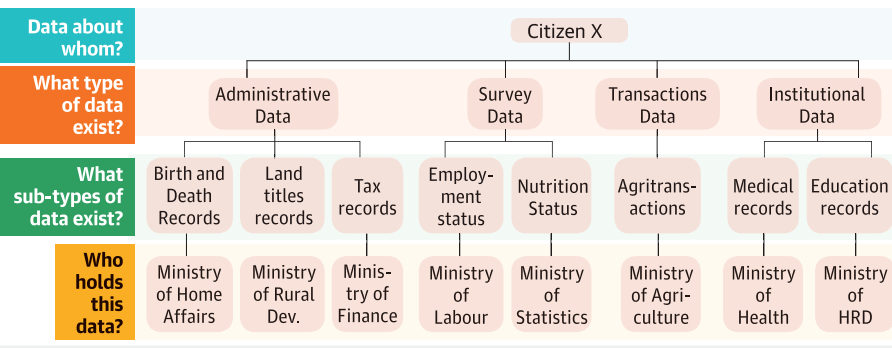 Data about
whom?
Citizen X
What type
of data
exist?
Administrative
Data
Survey
Data
Transactions
Data
Institutional
Data
What
sub-types of
data exist?
Birth and
Death
Records
Land
titles
records
Tax
records
Employ-
ment
status
Nutrition
Status
Agritrans-
actions
Medical
records
Education
records
Who
holds
this
data?
Ministry
of Home
Affairs
Ministry
of Rural
Dev.
Minis-
try of
Finance
Ministry
of
Labour
Ministry
of
Statistics
Ministry
of Agri-
culture
Ministry
of
Health
Ministry
of
HRD